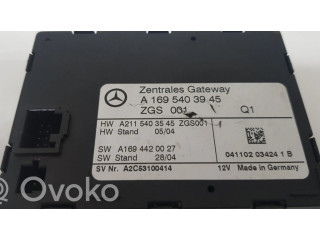 Zentrales Gateway
A 169 540 39 45
ZGS 001 Q1
HW A211 540 35 45 ZGS001
HW Stand 05/04
SW A169 442 00 27
SW Stand 28/04
041102 03424 1 B
SV Nr. A2C53100414 12V Made in Germany
Ovoko